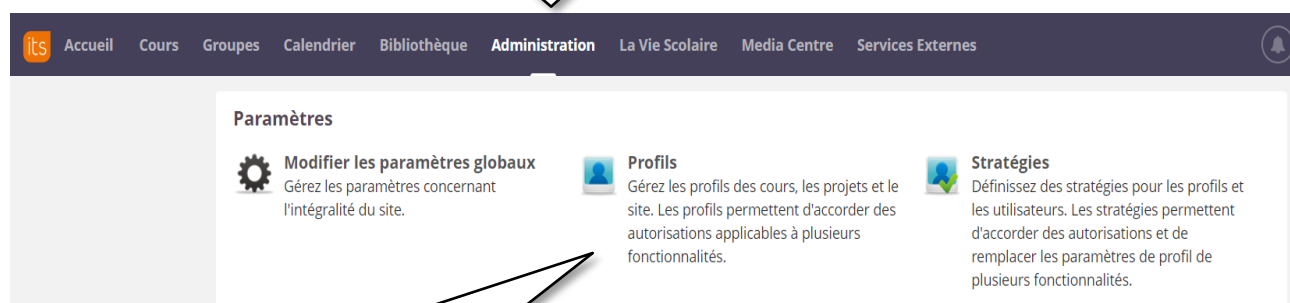 its Accueil Cours Groupes Calendrier Bibliothèque Administration La Vie Scolaire Media Centre Services Externes
Paramètres
Modifier les paramètres globaux
Gérez les paramètres concernant
l'intégralité du site.
Profils
Gérez les profils des cours, les projets et le
site. Les profils permettent d'accorder des
autorisations applicables à plusieurs
fonctionnalités.
Stratégies
Définissez des stratégies pour les profils et
les utilisateurs. Les stratégies permettent
d'accorder des autorisations et de
remplacer les paramètres de profil de
plusieurs fonctionnalités.